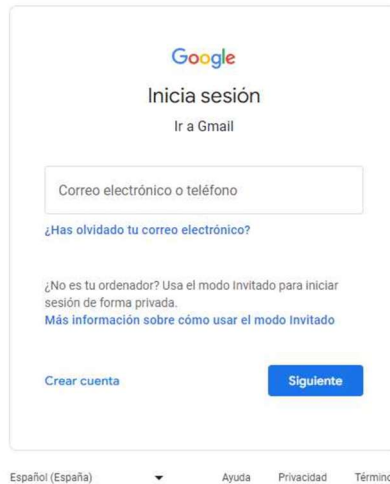 Google
Inicia sesión
Ir a Gmail
Correo electrónico o teléfono
¿Has olvidado tu correo electrónico?
¿No es tu ordenador? Usa el modo Invitado para iniciar
sesión de forma privada.
Más información sobre cómo usar el modo Invitado
Crear cuenta Siguiente
Español (España) Ayuda Privacidad Término